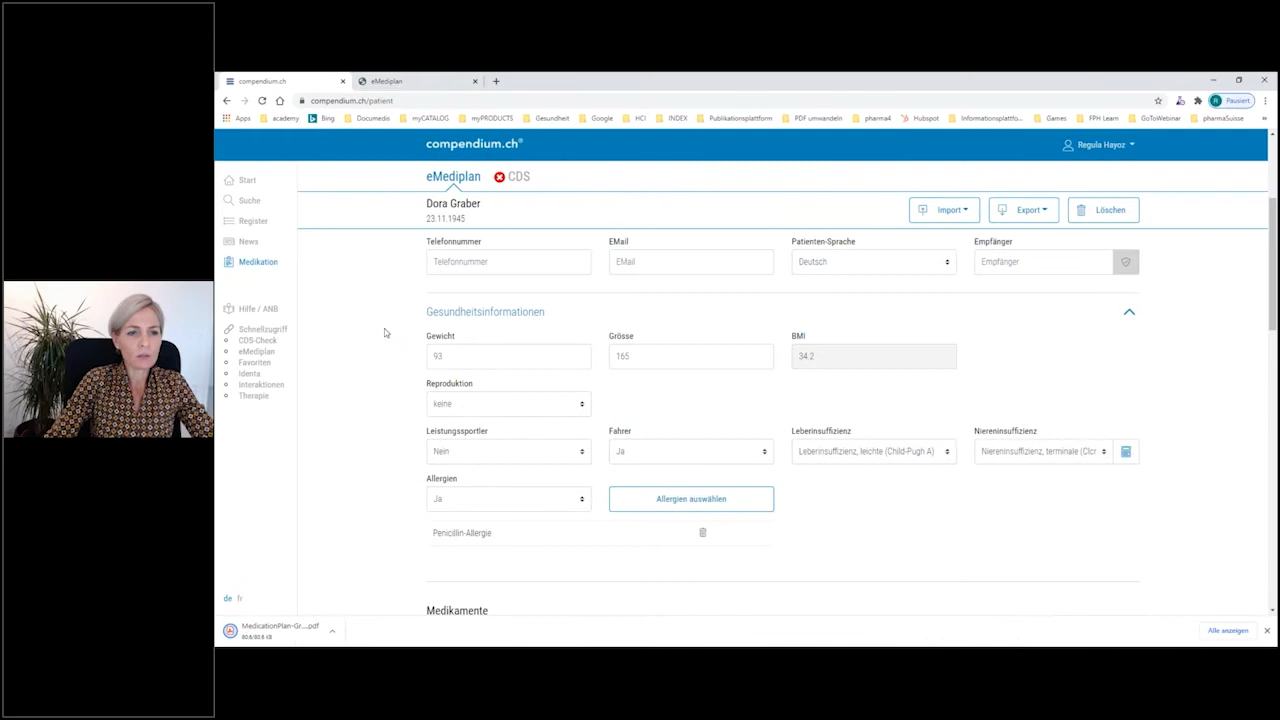 compendium.ch
eMediplan
compendium.ch/patient
Pausiert
Apps academy Bing Documedis myCATALOG myPRODUCTS Gesundheit Google HCI INDEX Publikationsplattform PDF umwandeln pharma4 Hubspot Informationsplattfo... Games FPH Learn GoToWebinar pharmaSuisse »
compendium.ch®
Regula Hayoz
Start
Suche
Register
News
Medikation
Hilfe / ANB
Schnellzugriff
CDS-Check
eMediplan
Favoriten
Identa
Interaktionen
Therapie
de fr
eMediplan CDS
Dora Graber
23.11.1945
Import Export Löschen
Telefonnummer EMail Patienten-Sprache Empfänger
Telefonnummer EMail Deutsch Empfänger
Gesundheitsinformationen
Gewicht Grösse BMI
93 165 34.2
Reproduktion
keine
Leistungssportler Fahrer Leberinsuffizienz Niereninsuffizienz
Nein Ja Leberinsuffizienz, leichte (Child-Pugh A) Niereninsuffizienz, terminale (Clcr
Allergien
Ja Allergien auswählen
Penicillin-Allergie
Medikamente
MedicationPlan-Gr....pdf
80.6/80.6 KB
Alle anzeigen